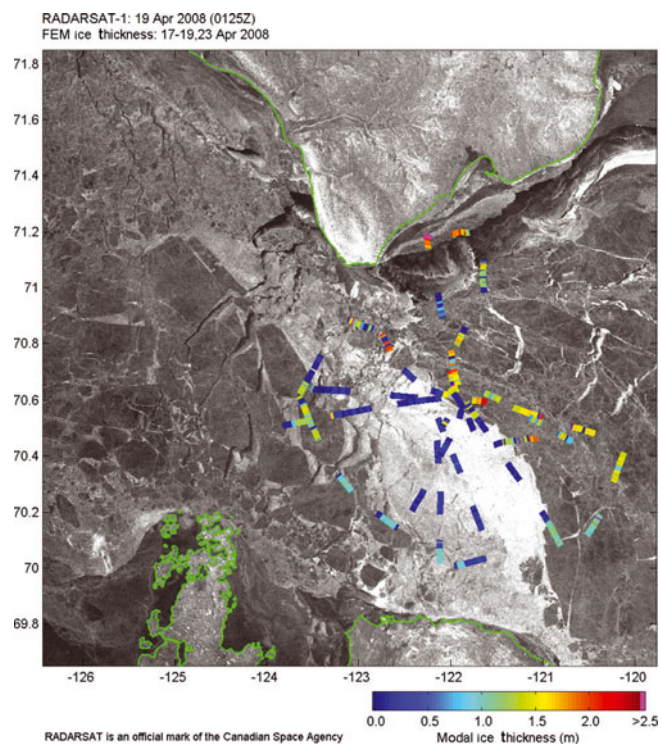 RADARSAT-1: 19 Apr 2008 (0125Z)
FEM ice thickness: 17-19,23 Apr 2008
71.8
71.6
71.4
71.2
71
70.8
70.6
70.4
70.2
70
69.8
-126 -125 -124 -123 -122 -121 -120
0.0 0.5 1.0 1.5 2.0 >2.5
RADARSAT is an official mark of the Canadian Space Agency Modal ice thickness (m)